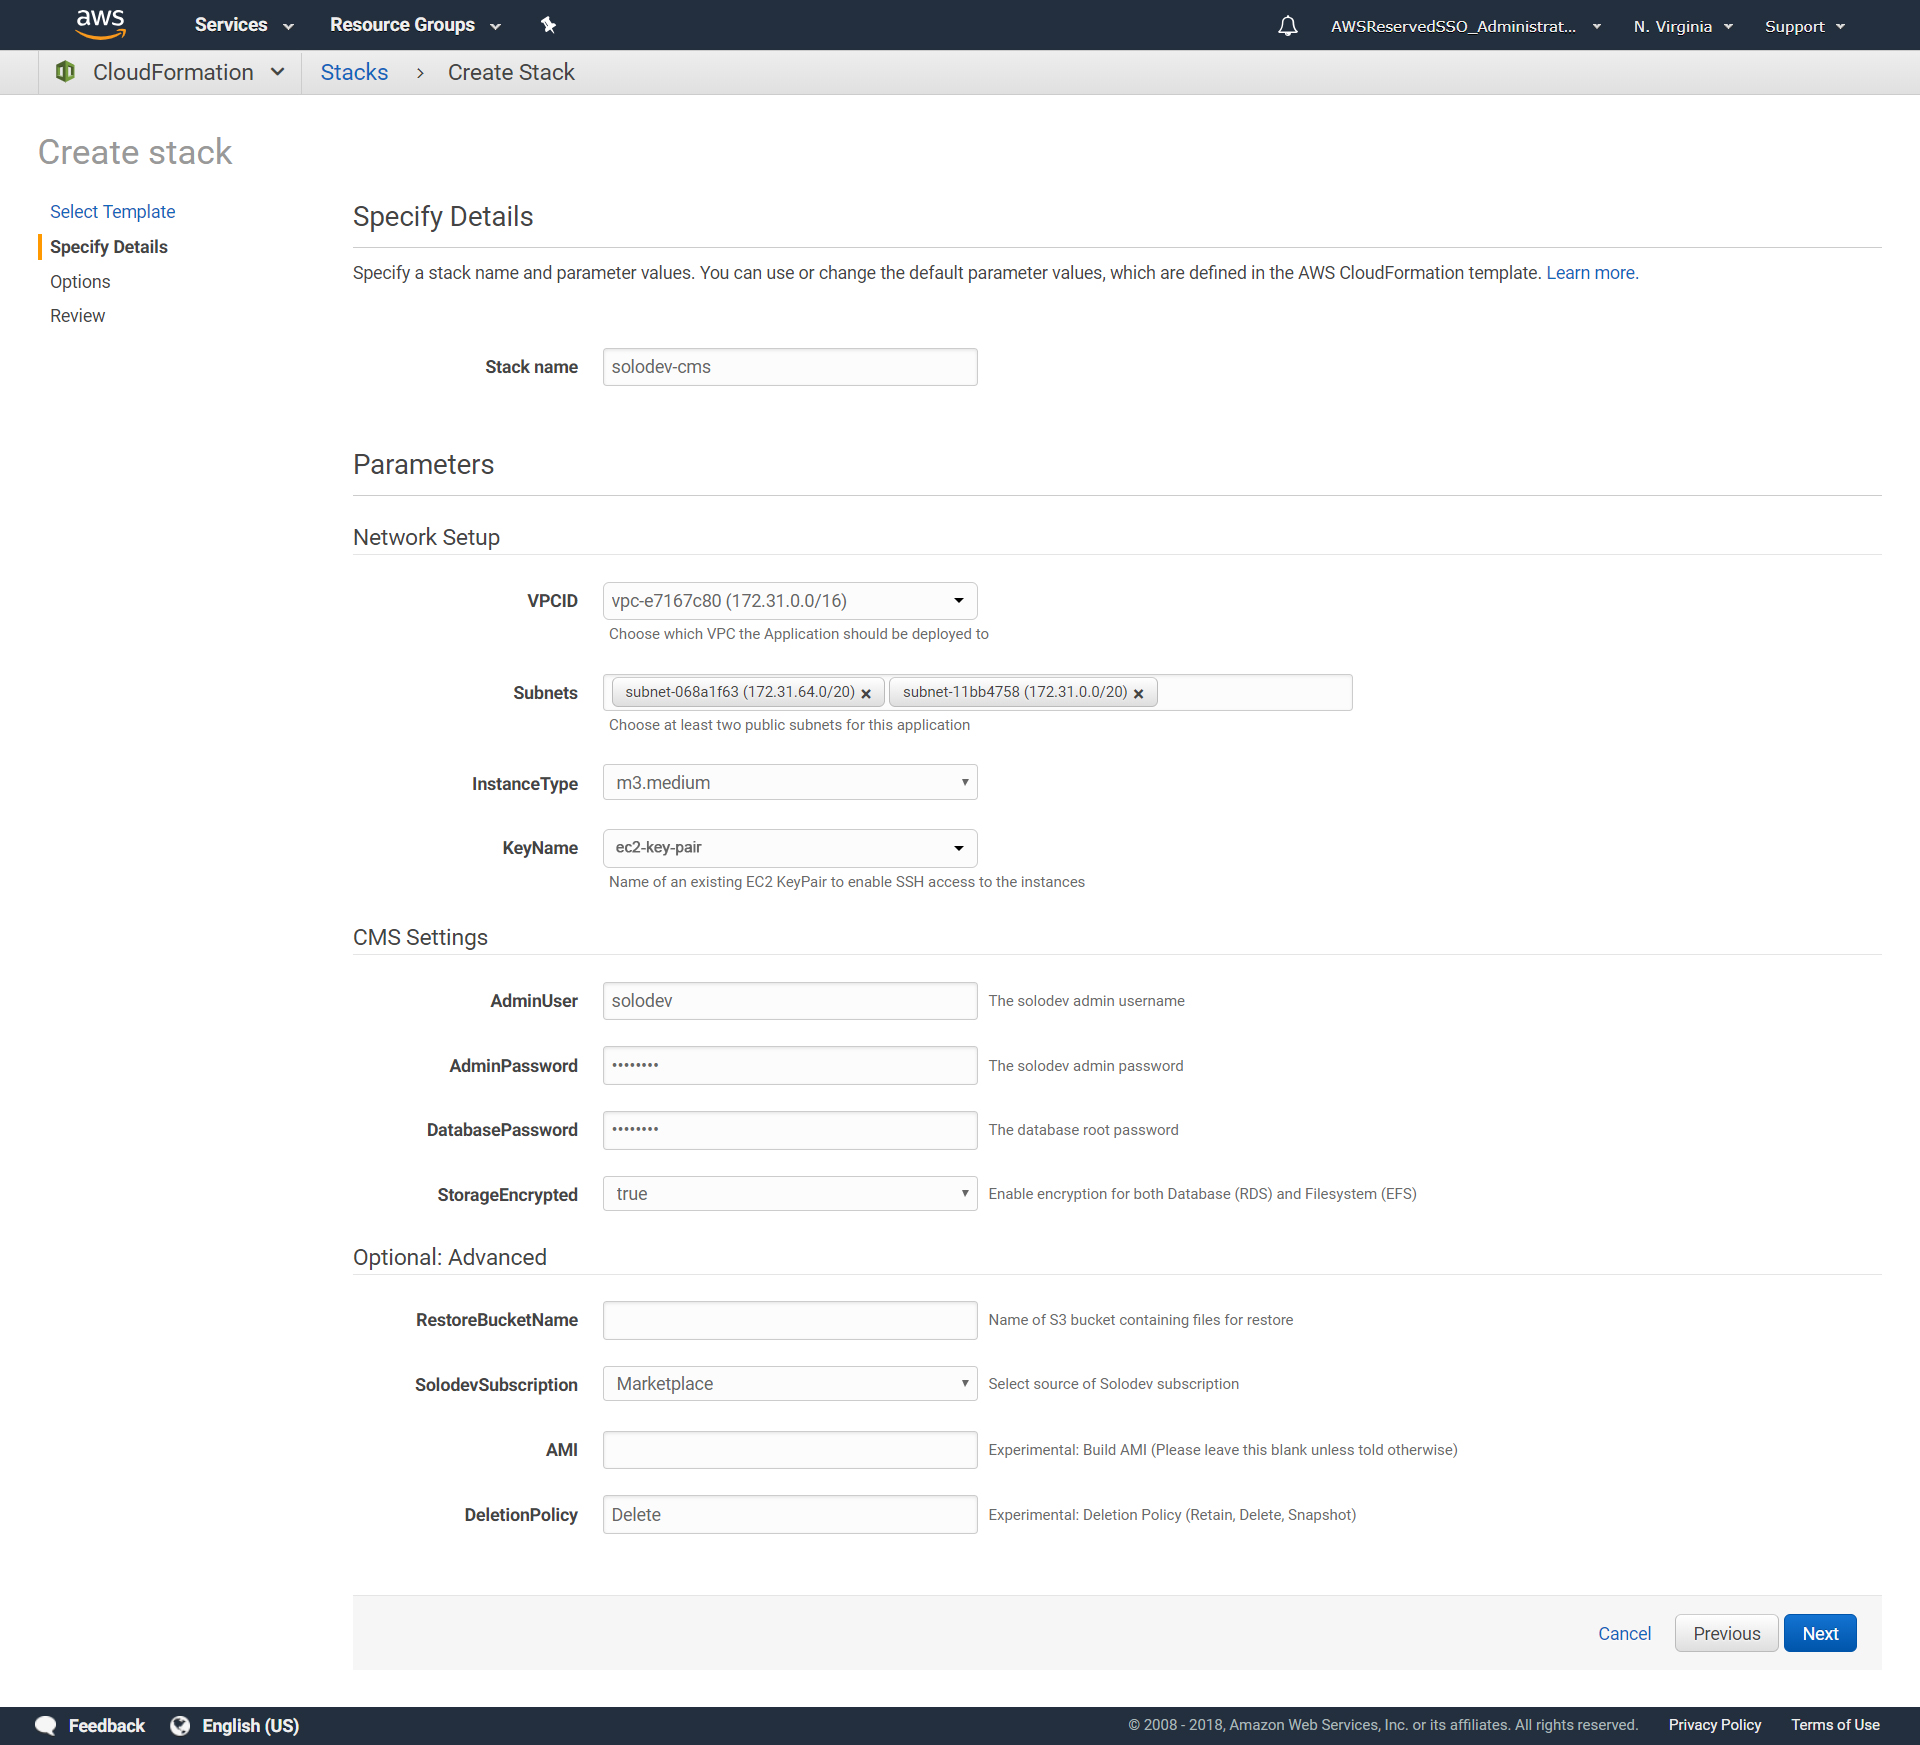 aws Services Resource Groups AWSReservedSSO_Administrat... N. Virginia Support
CloudFormation Stacks > Create Stack
Create stack
Select Template
Specify Details
Options
Review
Specify Details
Specify a stack name and parameter values. You can use or change the default parameter values, which are defined in the AWS CloudFormation template. Learn more.
Stack name solodev-cms
Parameters
Network Setup
VPCID vpc-e7167c80 (172.31.0.0/16)
Choose which VPC the Application should be deployed to
Subnets subnet-068a1f63 (172.31.64.0/20) × subnet-11bb4758 (172.31.0.0/20) ×
Choose at least two public subnets for this application
InstanceType m3.medium
KeyName ec2-key-pair
Name of an existing EC2 KeyPair to enable SSH access to the instances
CMS Settings
AdminUser solodev The solodev admin username
AdminPassword •••••••• The solodev admin password
DatabasePassword •••••••• The database root password
StorageEncrypted true Enable encryption for both Database (RDS) and Filesystem (EFS)
Optional: Advanced
RestoreBucketName Name of S3 bucket containing files for restore
SolodevSubscription Marketplace Select source of Solodev subscription
AMI Experimental: Build AMI (Please leave this blank unless told otherwise)
DeletionPolicy Delete Experimental: Deletion Policy (Retain, Delete, Snapshot)
Cancel Previous Next
Feedback English (US) © 2008 - 2018, Amazon Web Services, Inc. or its affiliates. All rights reserved. Privacy Policy Terms of Use